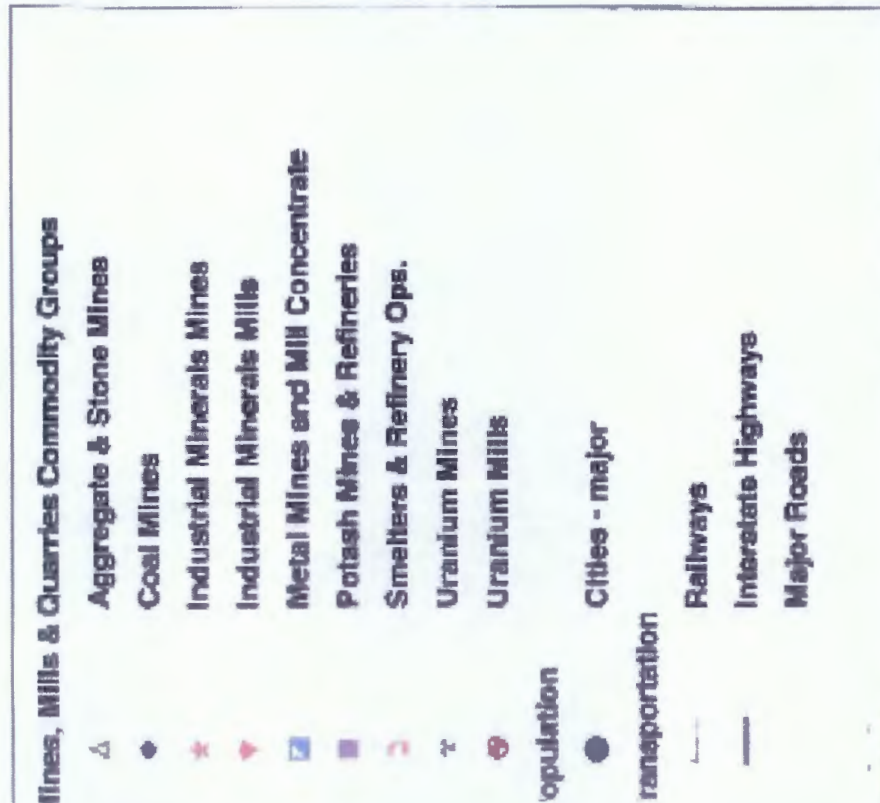 lines, Mills & Quarries Commodity Groups
Aggregate & Stone Mines
Coal Mines
Industrial Minerals Mines
Industrial Minerals Mills
Metal Mines and Mill Concentrate
Potash Mines & Refineries
Smelters & Refinery Ops.
Uranium Mines
Uranium Mills
opulation
Cities - major
ransportation
Railways
Interstate Highways
Major Roads